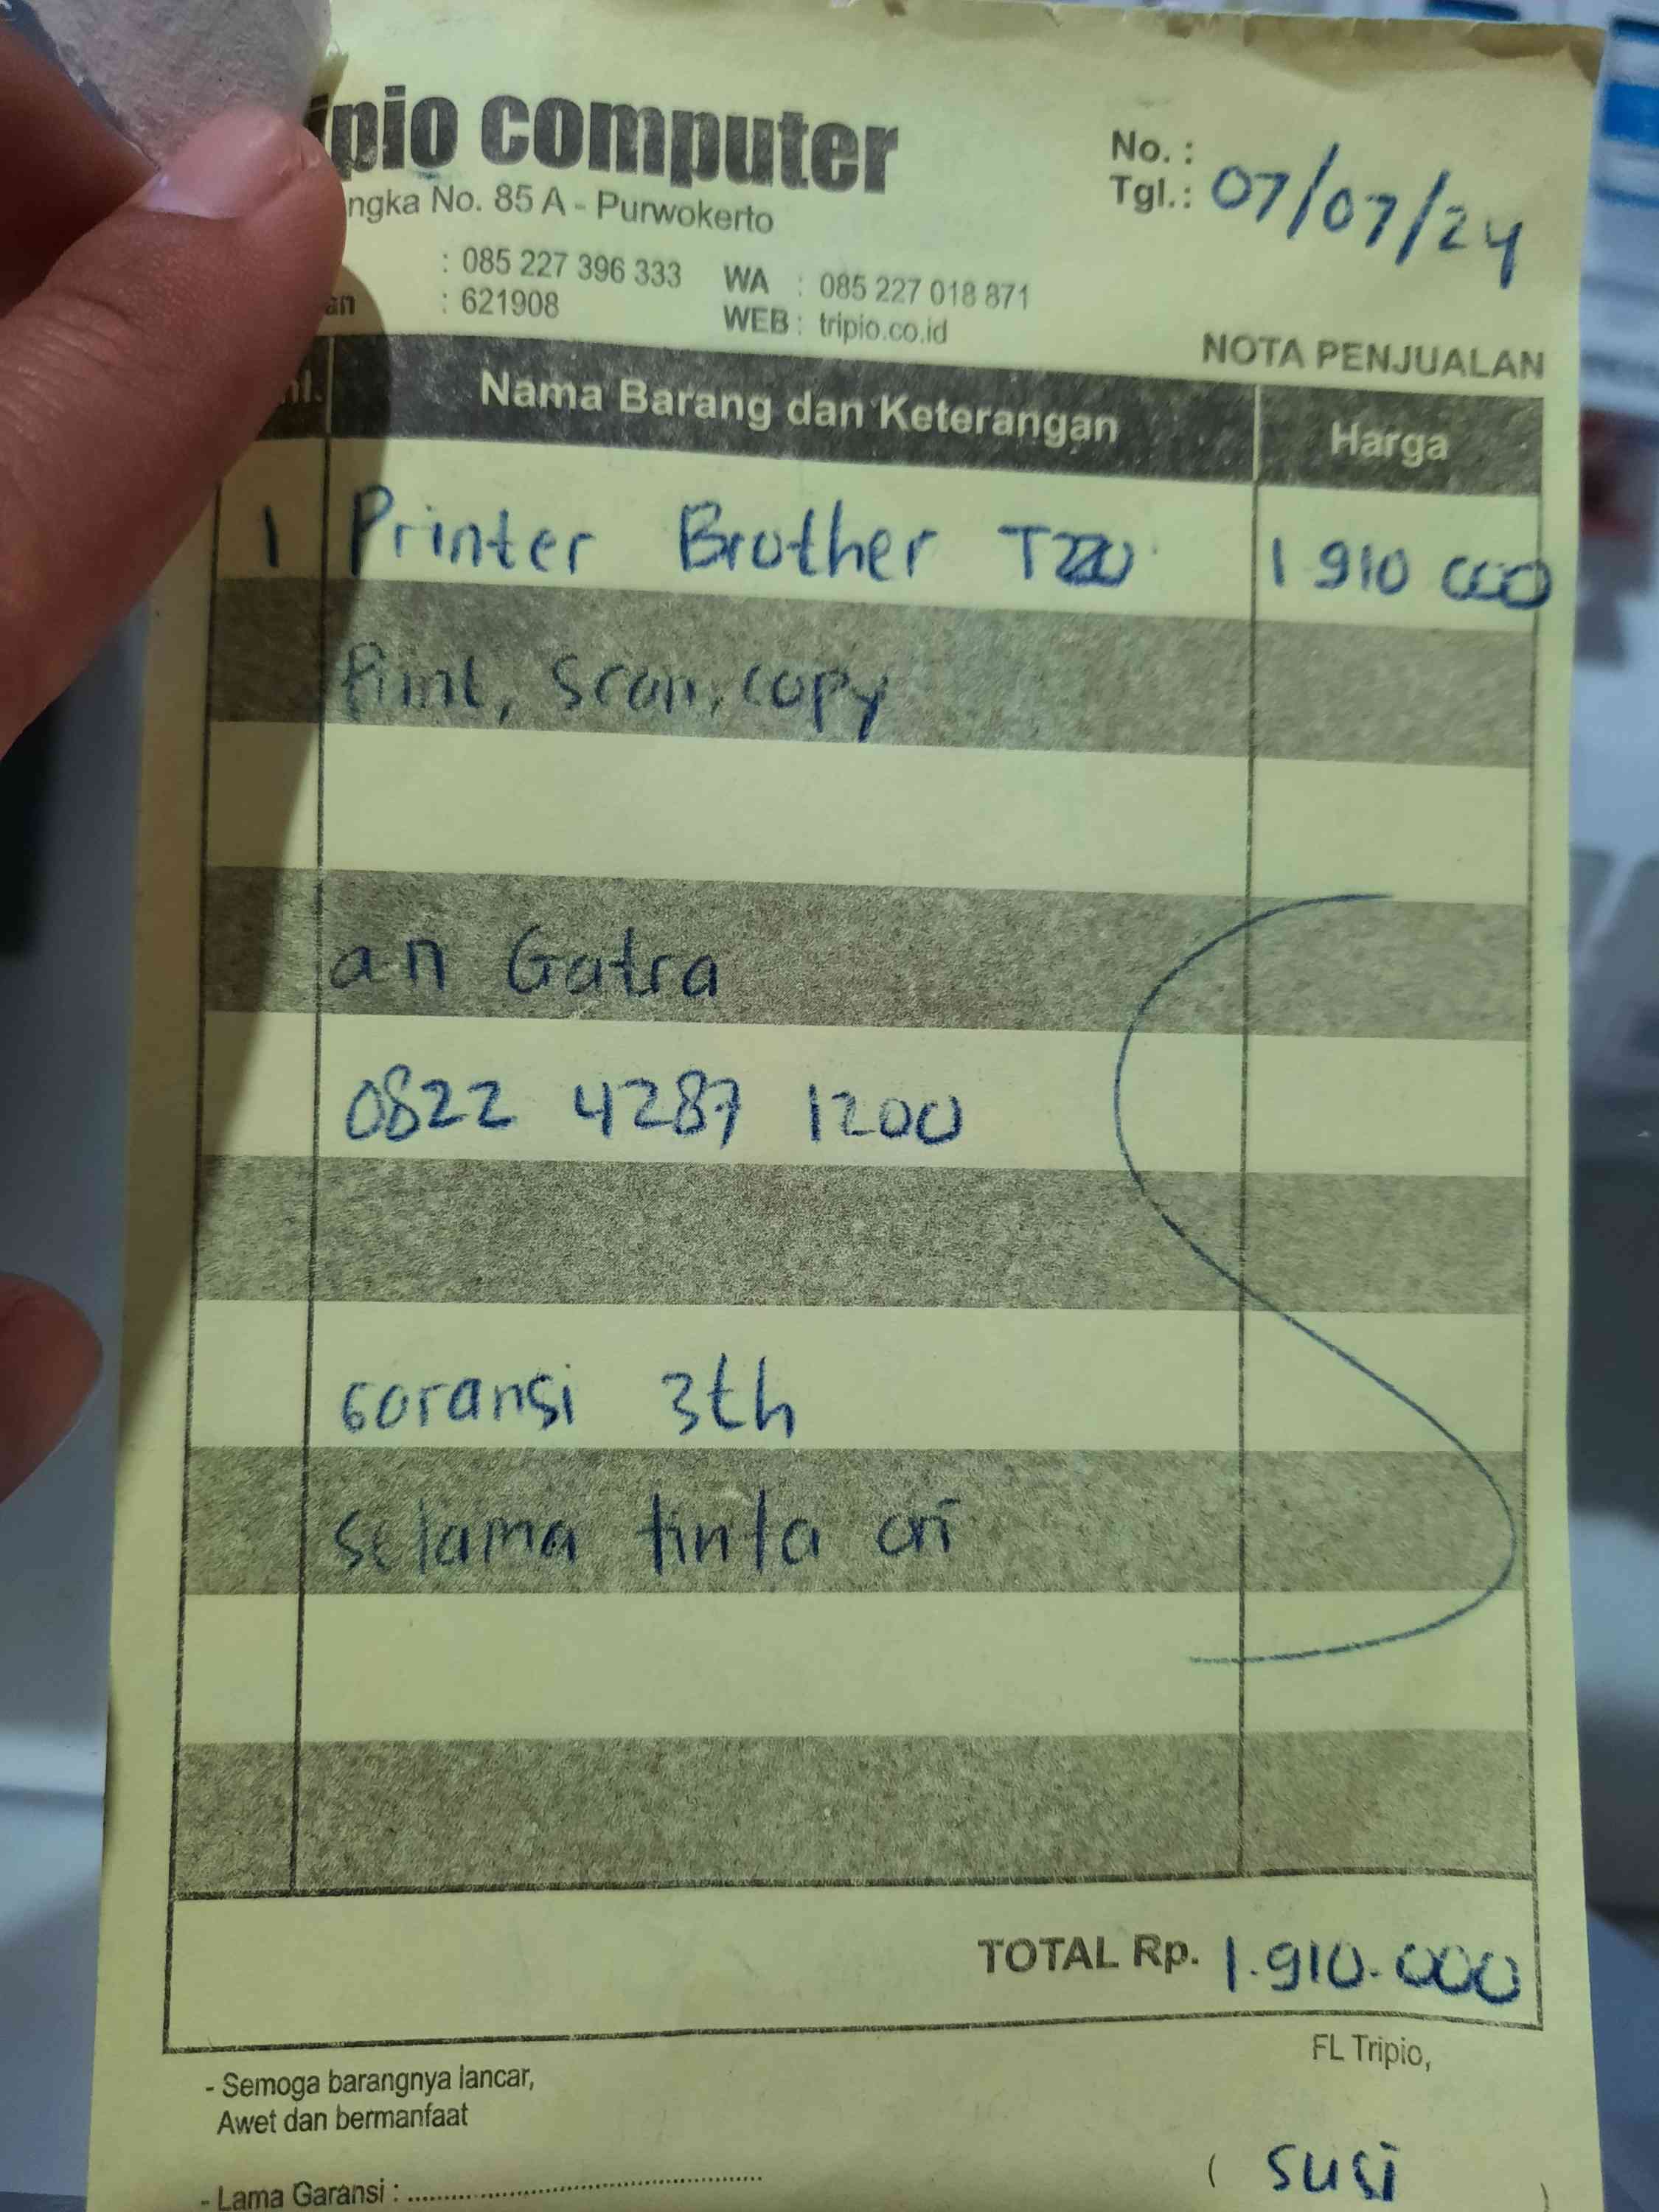 ipio computer
ngka No. 85 A - Purwokerto
: 085 227 396 333 WA : 085 227 018 871
an : 621908 WEB : tripio.co.id
No. :
Tgl. : 07/07/24
NOTA PENJUALAN
Nama Barang dan Keterangan Harga
1 Printer Brother T220 1 910 000
Print, Scan, copy
an Gatra
0822 4287 1200
Goransi 3th
selama tinta ori
TOTAL Rp. 1.910.000
FL Tripio,
- Semoga barangnya lancar,
Awet dan bermanfaat
- Lama Garansi : ..........
( susi )